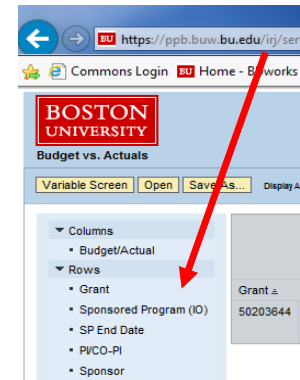 BU https://ppb.buw.bu.edu/irj/ser
Commons Login BU Home - BUworks
BOSTON
UNIVERSITY
Budget vs. Actuals
Variable Screen Open Save As... Display A
▼ Columns
▪ Budget/Actual
▼ Rows
▪ Grant
▪ Sponsored Program (IO)
▪ SP End Date
▪ PI/CO-PI
▪ Sponsor
Grant
50203644